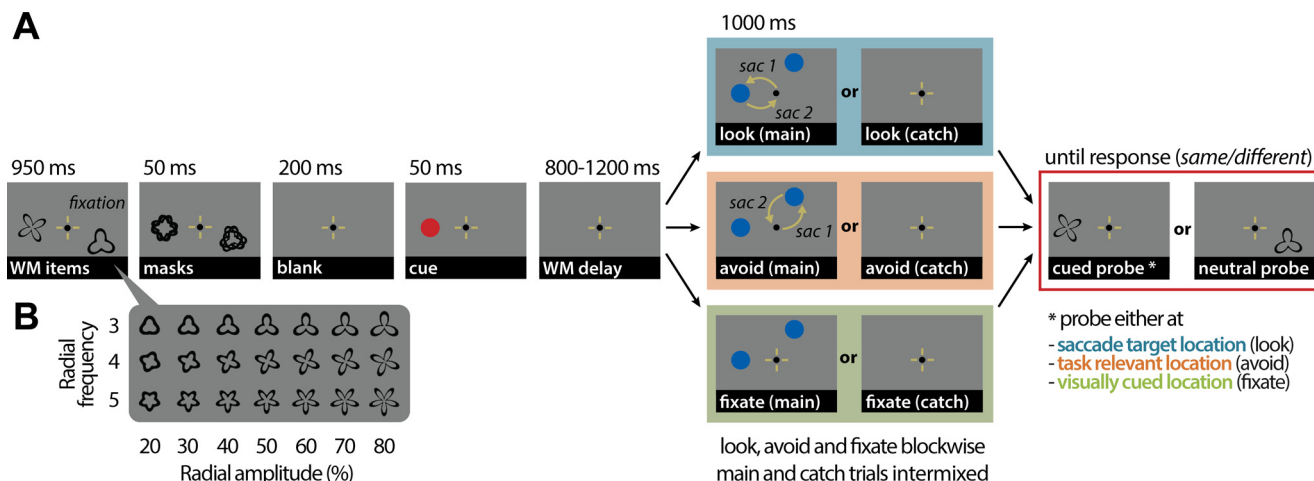 A
950 ms
fixation
WM items
50 ms
masks
200 ms
blank
50 ms
cue
800-1200 ms
WM delay
1000 ms
sac 1
sac 2
look (main)
or
look (catch)
sac 2
sac 1
avoid (main)
or
avoid (catch)
fixate (main)
or
fixate (catch)
look, avoid and fixate blockwise
main and catch trials intermixed
until response (same/different)
cued probe *
or
neutral probe
* probe either at
- saccade target location (look)
- task relevant location (avoid)
- visually cued location (fixate)
B
Radial
frequency
3
4
5
20 30 40 50 60 70 80
Radial amplitude (%)